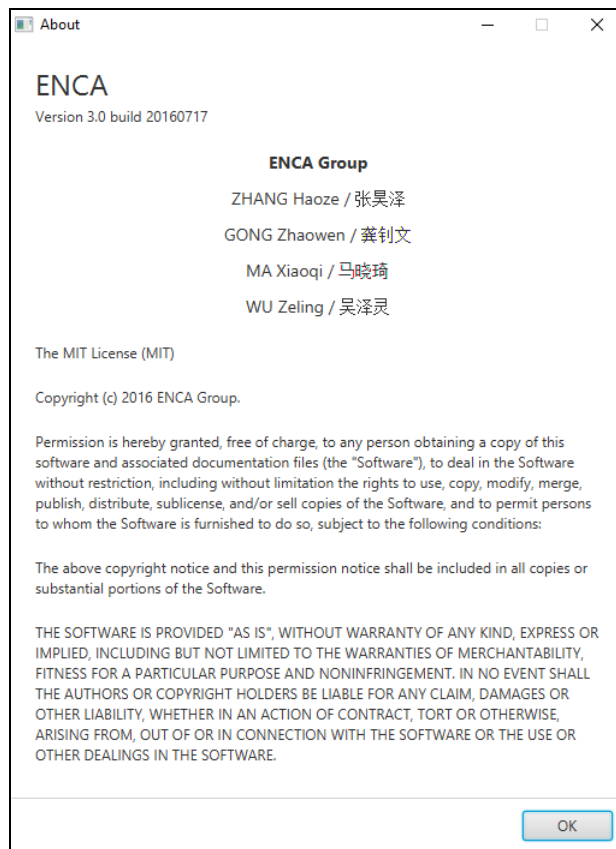 About
ENCA
Version 3.0 build 20160717
ENCA Group
ZHANG Haoze / 张昊泽
GONG Zhaowen / 龚钊文
MA Xiaoqi / 马晓琦
WU Zeling / 吴泽灵
The MIT License (MIT)
Copyright (c) 2016 ENCA Group.
Permission is hereby granted, free of charge, to any person obtaining a copy of this
software and associated documentation files (the "Software"), to deal in the Software
without restriction, including without limitation the rights to use, copy, modify, merge,
publish, distribute, sublicense, and/or sell copies of the Software, and to permit persons
to whom the Software is furnished to do so, subject to the following conditions:
The above copyright notice and this permission notice shall be included in all copies or
substantial portions of the Software.
THE SOFTWARE IS PROVIDED "AS IS", WITHOUT WARRANTY OF ANY KIND, EXPRESS OR
IMPLIED, INCLUDING BUT NOT LIMITED TO THE WARRANTIES OF MERCHANTABILITY,
FITNESS FOR A PARTICULAR PURPOSE AND NONINFRINGEMENT. IN NO EVENT SHALL
THE AUTHORS OR COPYRIGHT HOLDERS BE LIABLE FOR ANY CLAIM, DAMAGES OR
OTHER LIABILITY, WHETHER IN AN ACTION OF CONTRACT, TORT OR OTHERWISE,
ARISING FROM, OUT OF OR IN CONNECTION WITH THE SOFTWARE OR THE USE OR
OTHER DEALINGS IN THE SOFTWARE.
OK